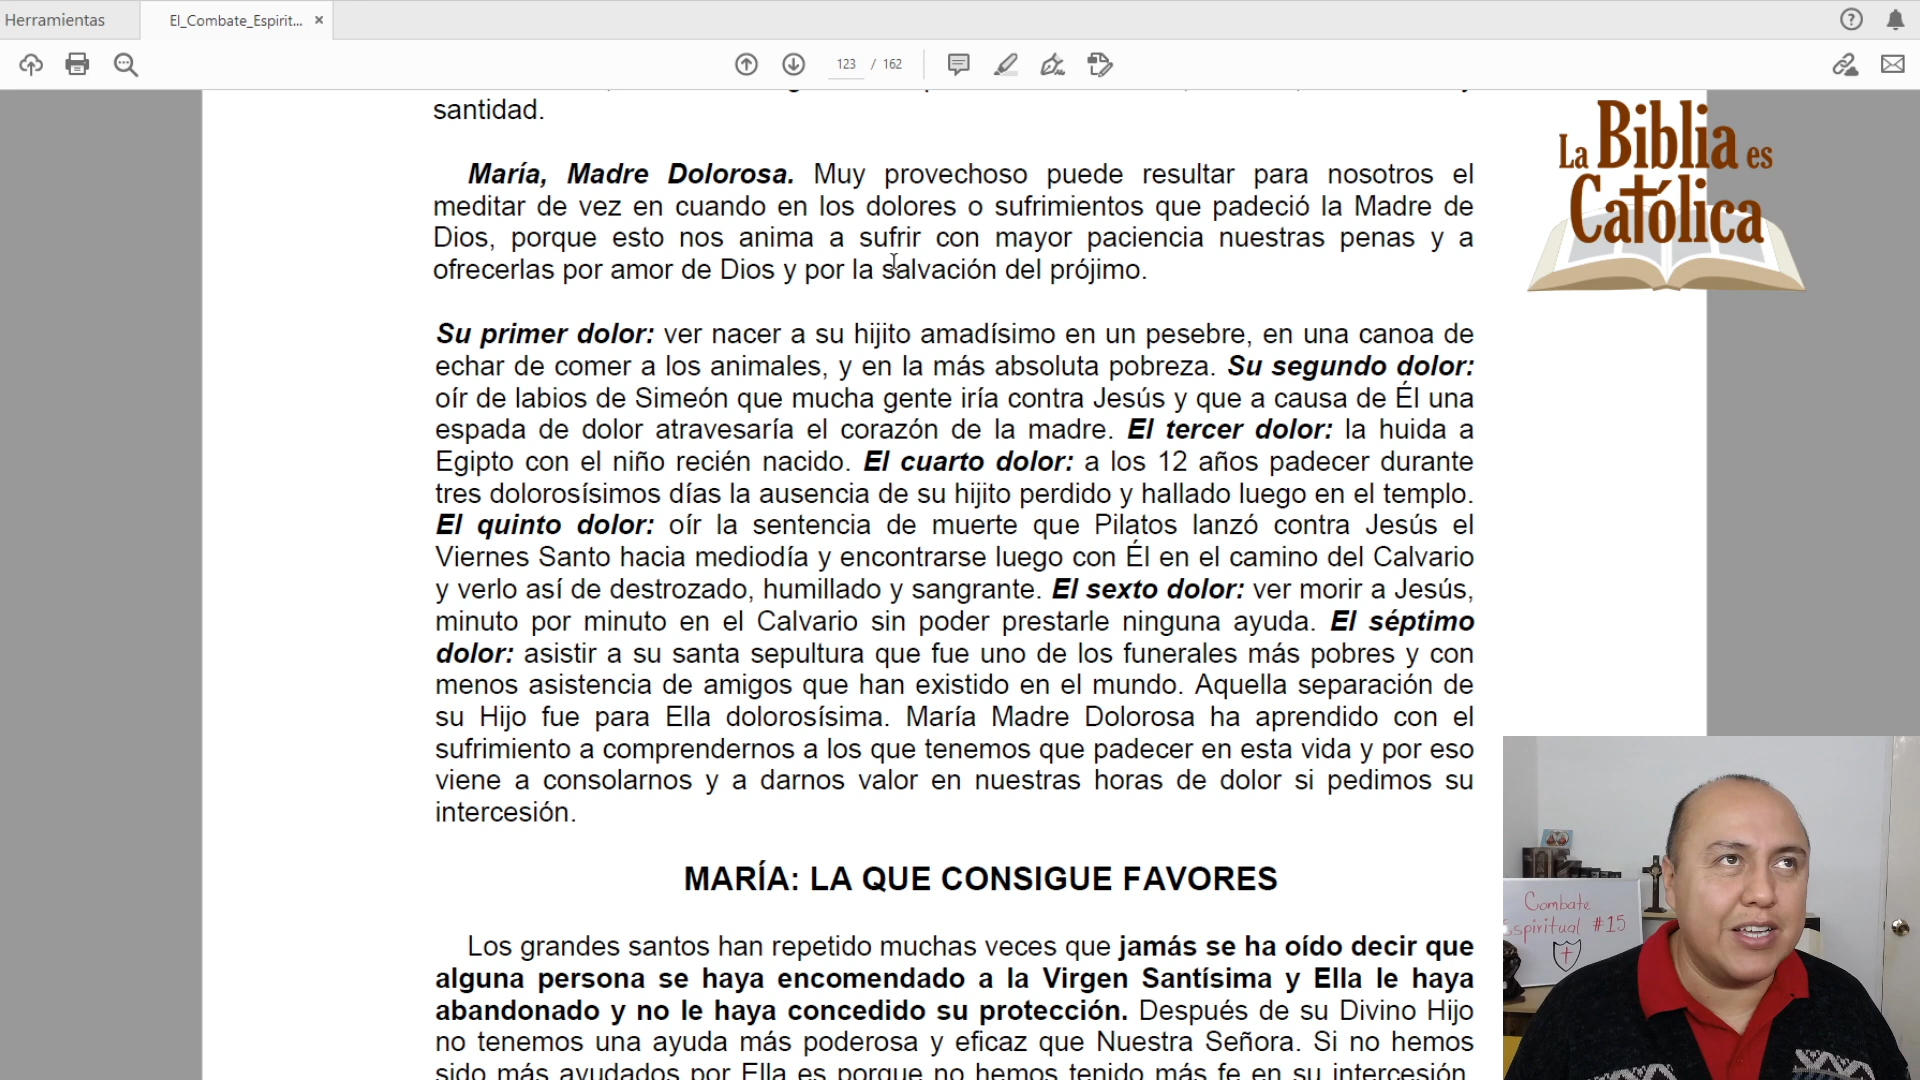 Herramientas
El_Combate_Espirit...
123 / 162
santidad.
María, Madre Dolorosa. Muy provechoso puede resultar para nosotros el
meditar de vez en cuando en los dolores o sufrimientos que padeció la Madre de
Dios, porque esto nos anima a sufrir con mayor paciencia nuestras penas y a
ofrecerlas por amor de Dios y por la salvación del prójimo.
Su primer dolor: ver nacer a su hijito amadísimo en un pesebre, en una canoa de
echar de comer a los animales, y en la más absoluta pobreza. Su segundo dolor:
oír de labios de Simeón que mucha gente iría contra Jesús y que a causa de Él una
espada de dolor atravesaría el corazón de la madre. El tercer dolor: la huida a
Egipto con el niño recién nacido. El cuarto dolor: a los 12 años padecer durante
tres dolorosísimos días la ausencia de su hijito perdido y hallado luego en el templo.
El quinto dolor: oír la sentencia de muerte que Pilatos lanzó contra Jesús el
Viernes Santo hacia mediodía y encontrarse luego con Él en el camino del Calvario
y verlo así de destrozado, humillado y sangrante. El sexto dolor: ver morir a Jesús,
minuto por minuto en el Calvario sin poder prestarle ninguna ayuda. El séptimo
dolor: asistir a su santa sepultura que fue uno de los funerales más pobres y con
menos asistencia de amigos que han existido en el mundo. Aquella separación de
su Hijo fue para Ella dolorosísima. María Madre Dolorosa ha aprendido con el
sufrimiento a comprendernos a los que tenemos que padecer en esta vida y por eso
viene a consolarnos y a darnos valor en nuestras horas de dolor si pedimos su
intercesión.
MARÍA: LA QUE CONSIGUE FAVORES
Los grandes santos han repetido muchas veces que jamás se ha oído decir que
alguna persona se haya encomendado a la Virgen Santísima y Ella le haya
abandonado y no le haya concedido su protección. Después de su Divino Hijo
no tenemos una ayuda más poderosa y eficaz que Nuestra Señora. Si no hemos
sido más ayudados por Ella es porque no hemos tenido más fe en su intercesión.
La Biblia es
Católica
Combate
Espiritual #15